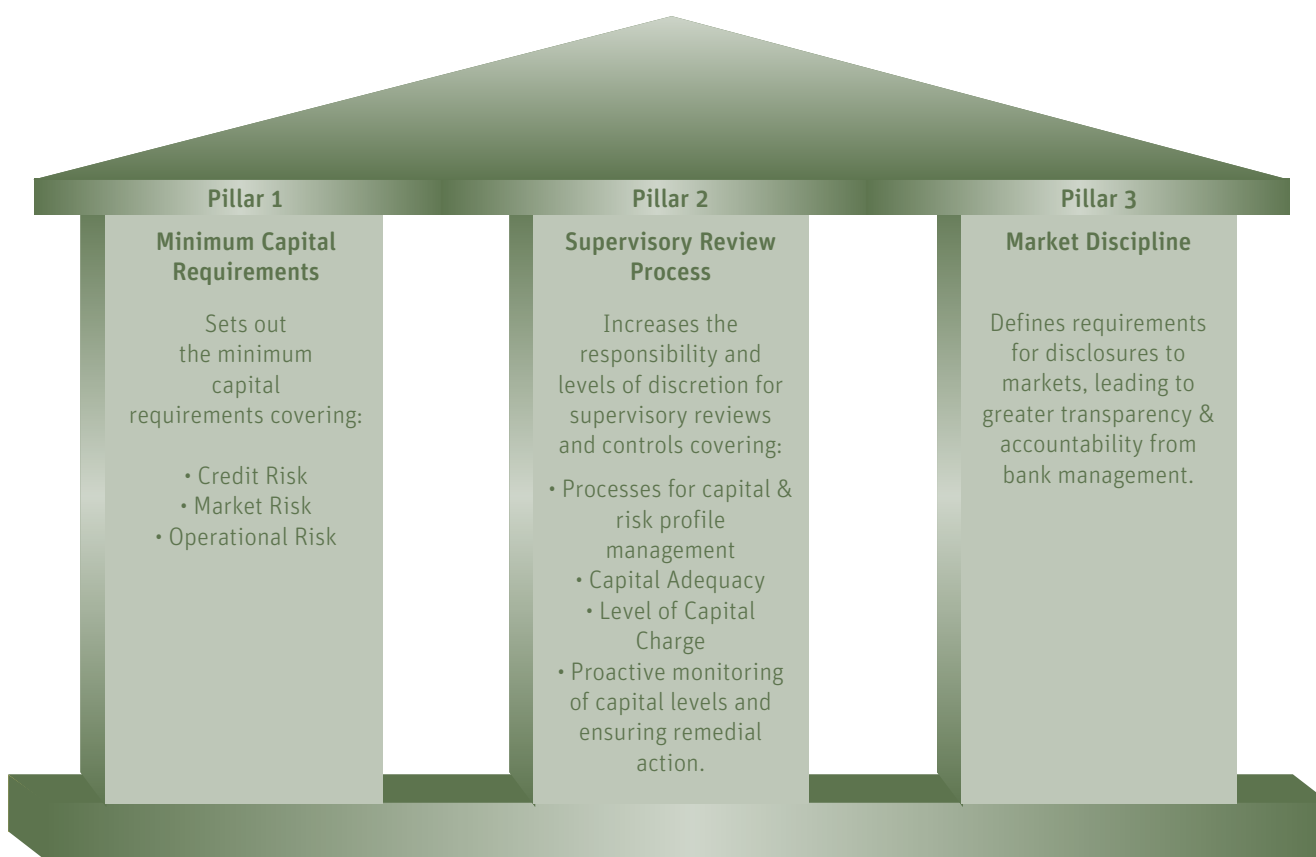 Pillar 1
Minimum Capital
Requirements
Sets out
the minimum
capital
requirements covering:
• Credit Risk
• Market Risk
• Operational Risk
Pillar 2
Supervisory Review
Process
Increases the
responsibility and
levels of discretion for
supervisory reviews
and controls covering:
• Processes for capital &
risk profile
management
• Capital Adequacy
• Level of Capital
Charge
• Proactive monitoring
of capital levels and
ensuring remedial
action.
Pillar 3
Market Discipline
Defines requirements
for disclosures to
markets, leading to
greater transparency &
accountability from
bank management.